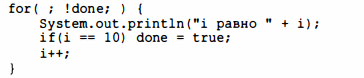 for( ; !done; ) {
    System.out.println("i равно " + i);
    if(i == 10) done = true;
    i++;
}